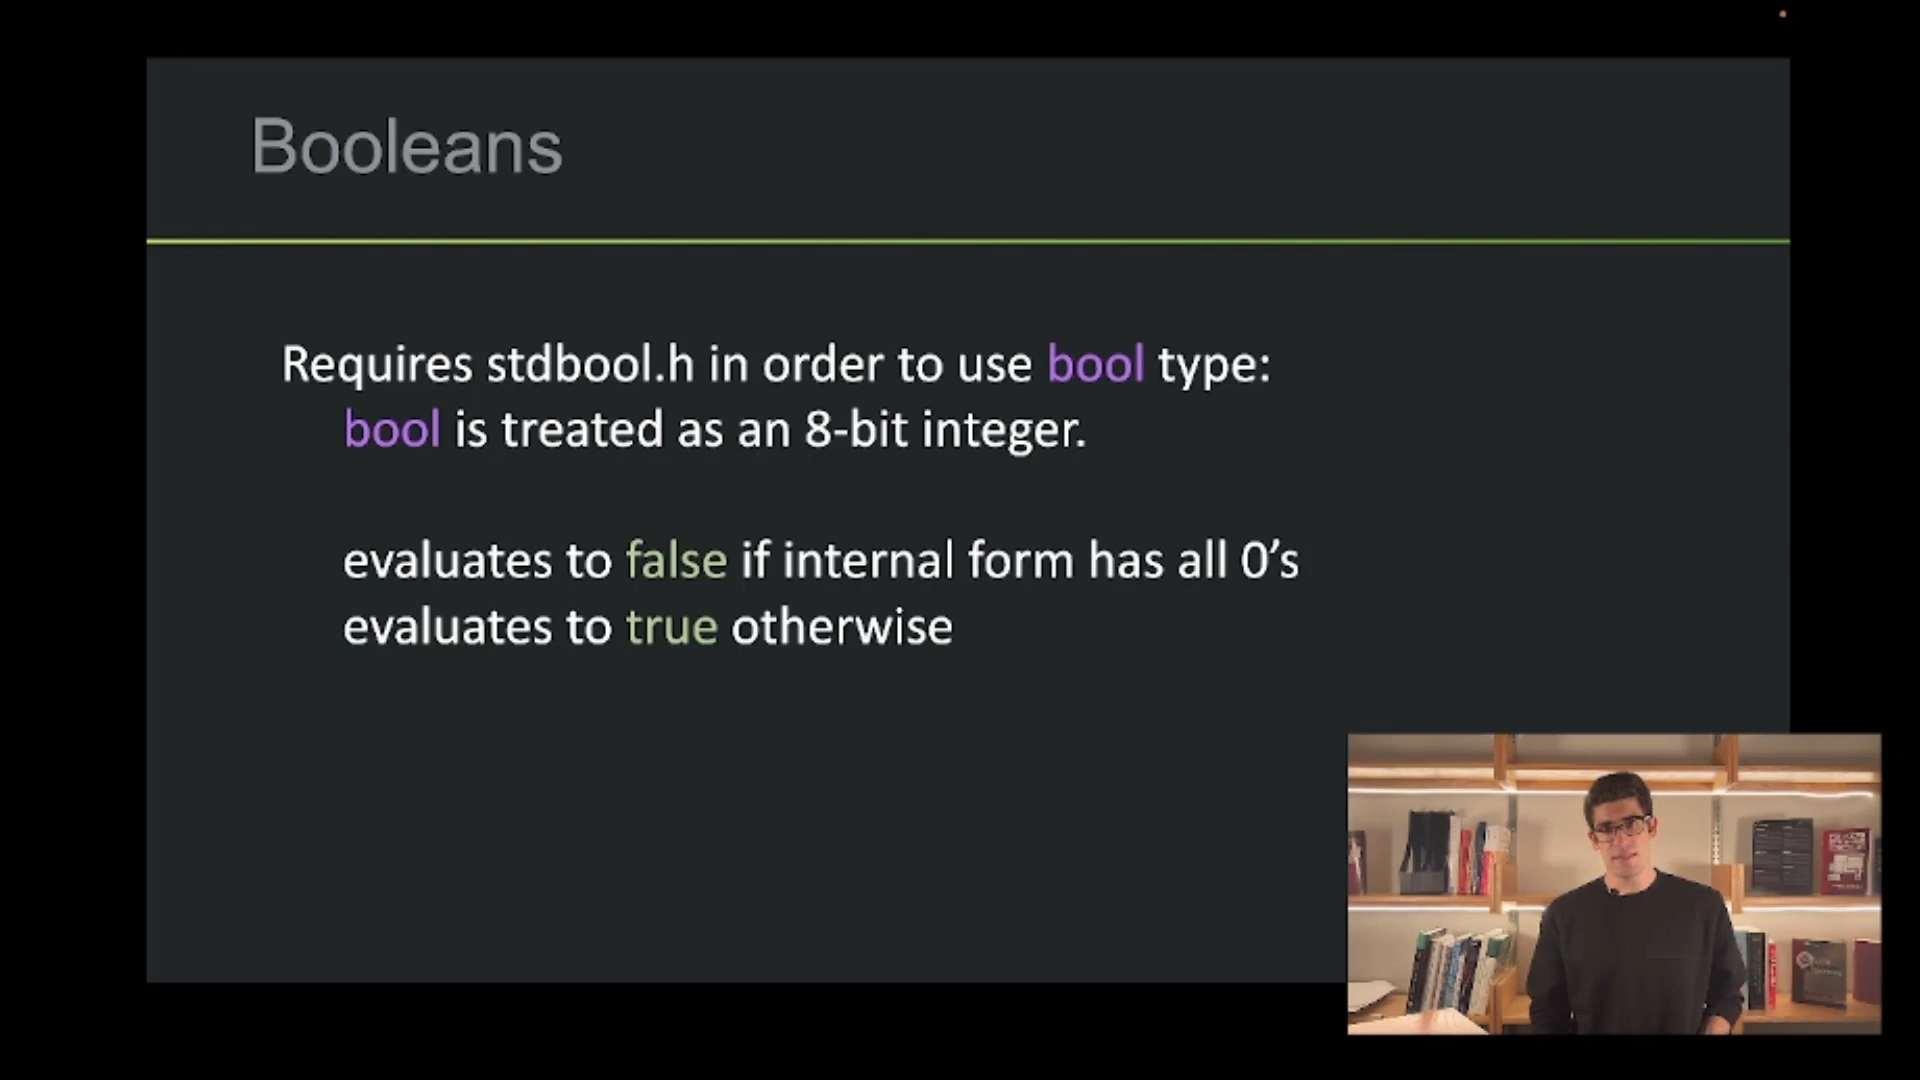 Booleans
Requires stdbool.h in order to use bool type:
bool is treated as an 8-bit integer.
evaluates to false if internal form has all 0’s
evaluates to true otherwise